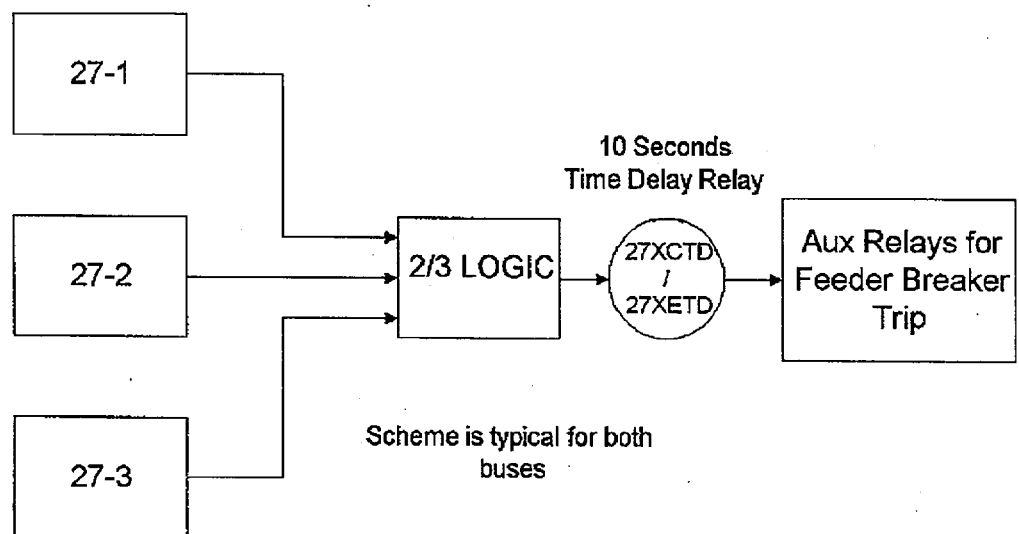 27-1
27-2
27-3
2/3 LOGIC
10 Seconds
Time Delay Relay
27XCTD
/
27XETD
Aux Relays for
Feeder Breaker
Trip
Scheme is typical for both
buses